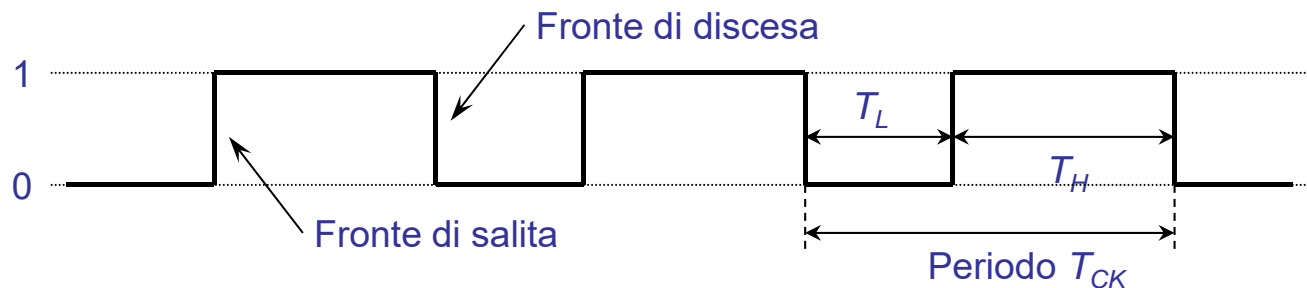 Fronte di discesa
1
T_L
0
T_H
Fronte di salita
Periodo T_CK